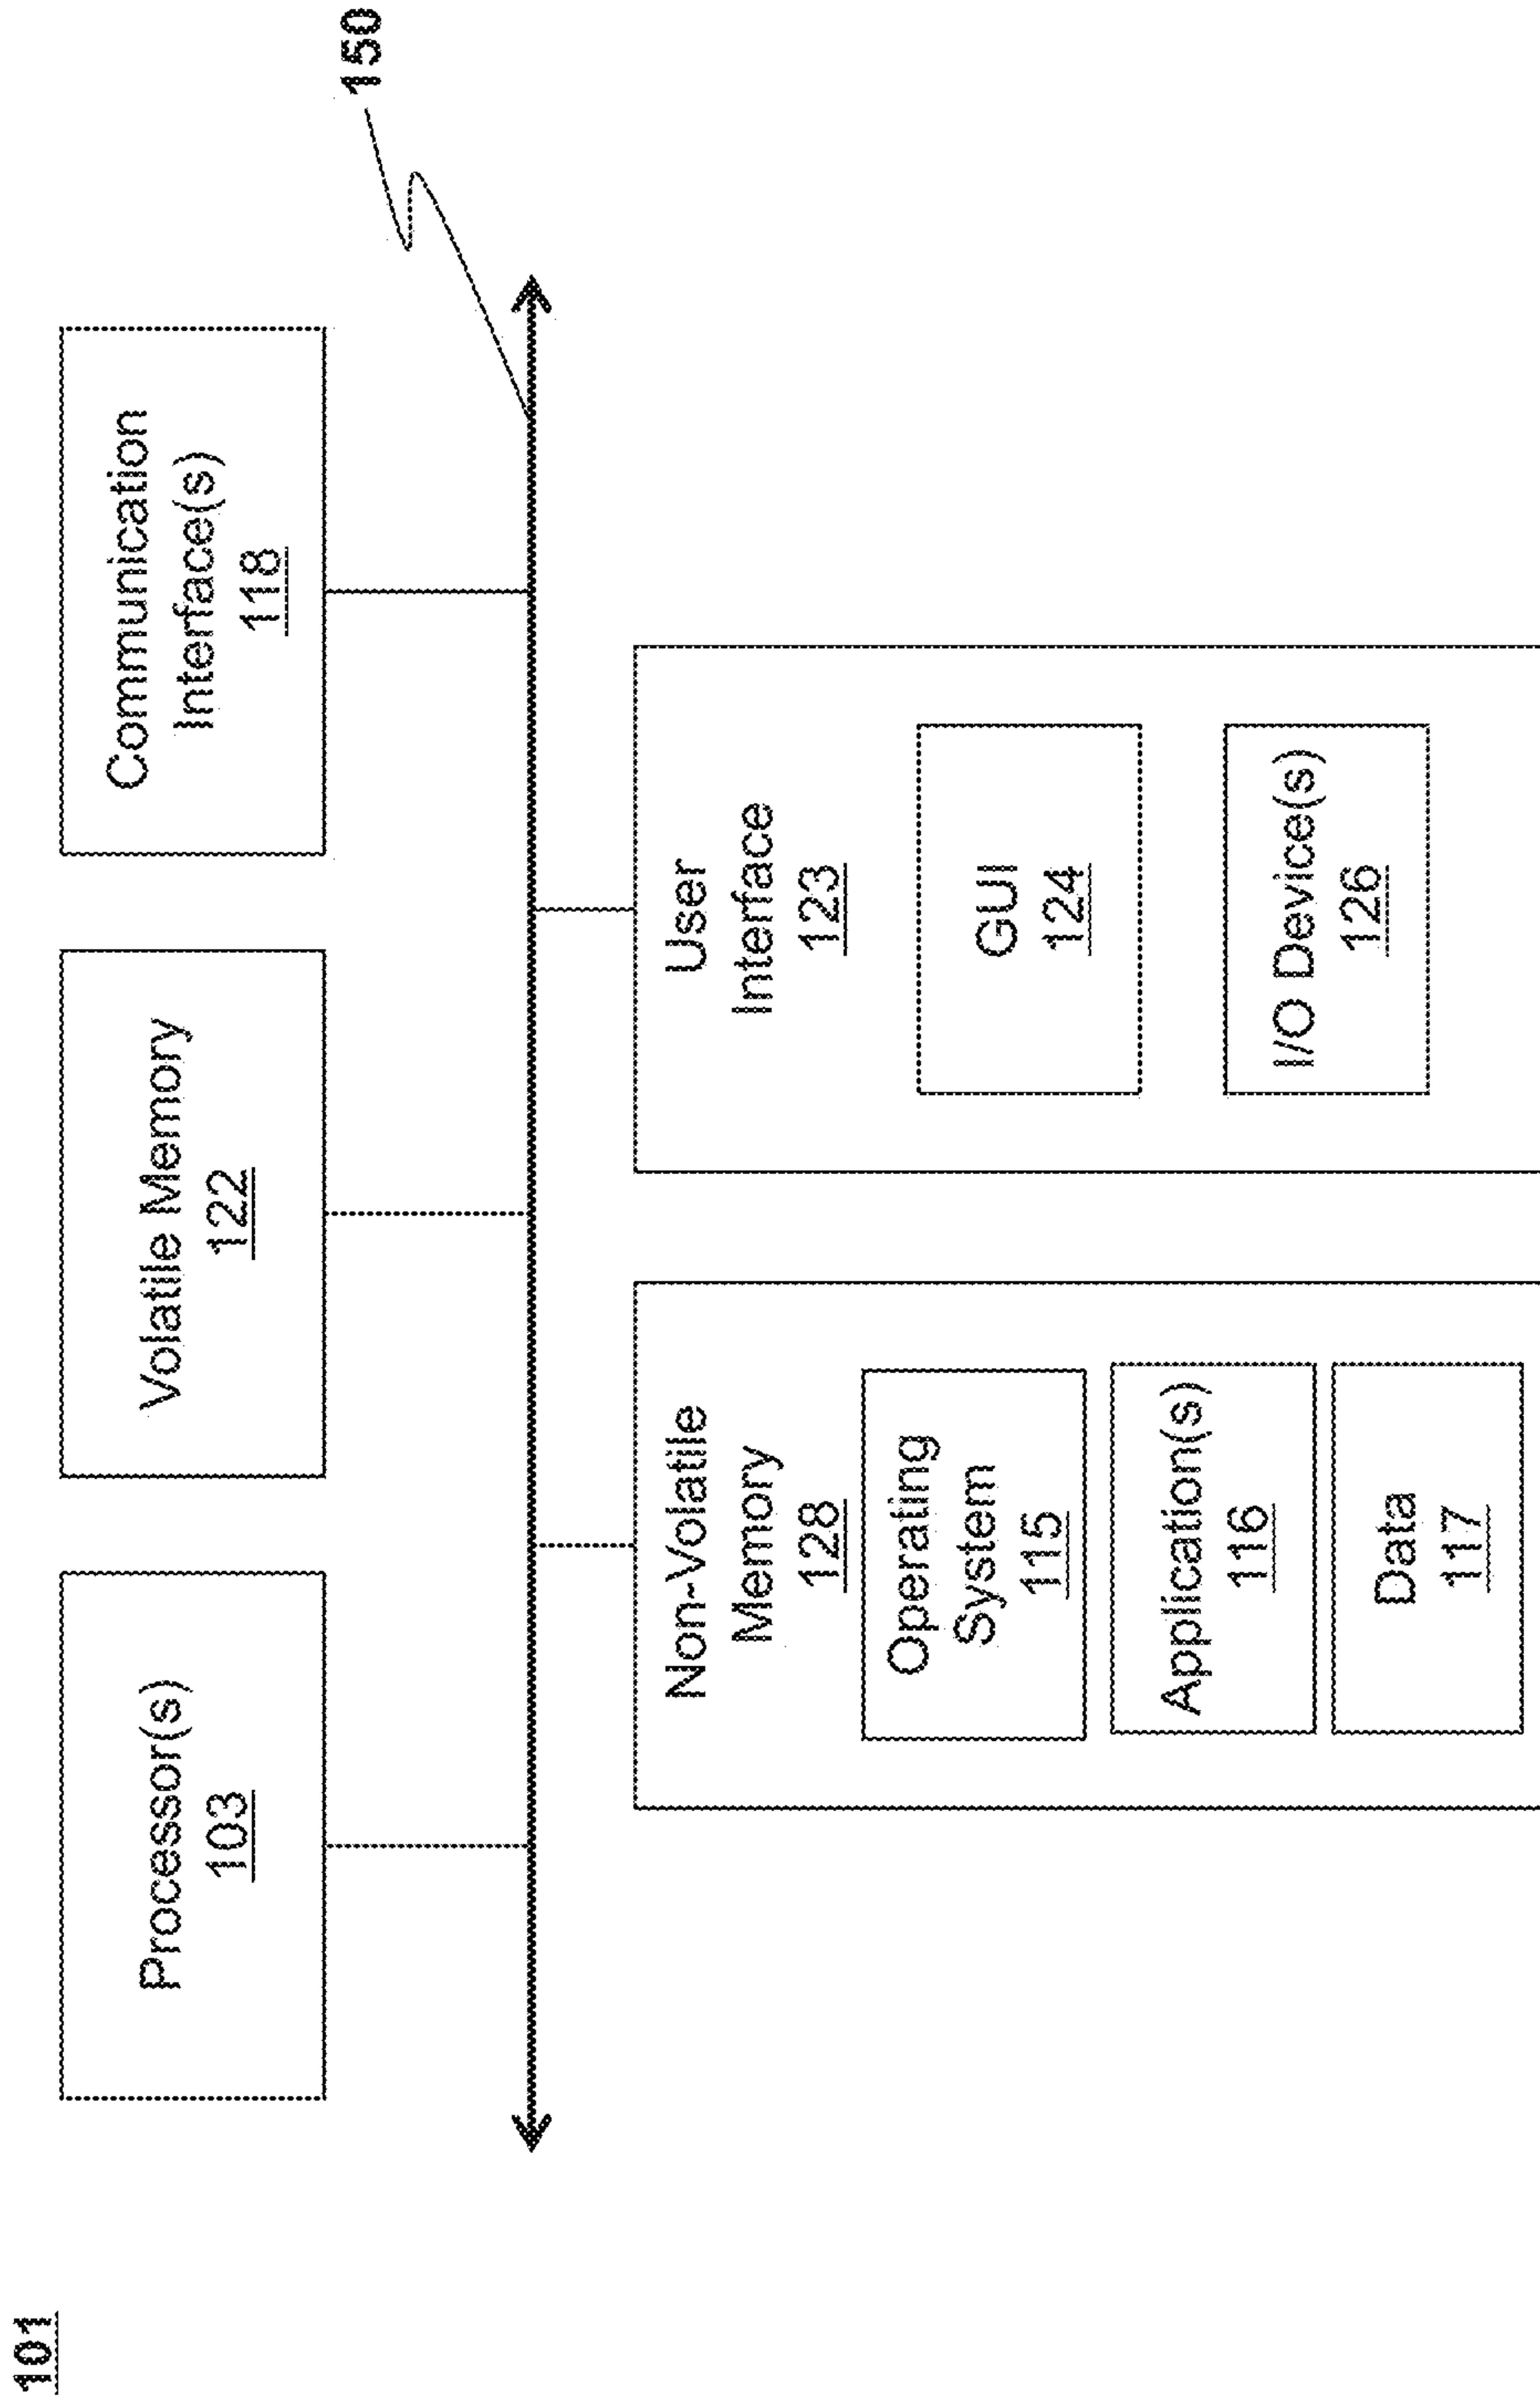 101
Processor(s)
103
Volatile Memory
122
Communication
Interface(s)
118
150
Non-Volatile
Memory
128
Operating
System
115
Application(s)
116
Data
117
User
Interface
123
GUI
124
I/O Device(s)
126